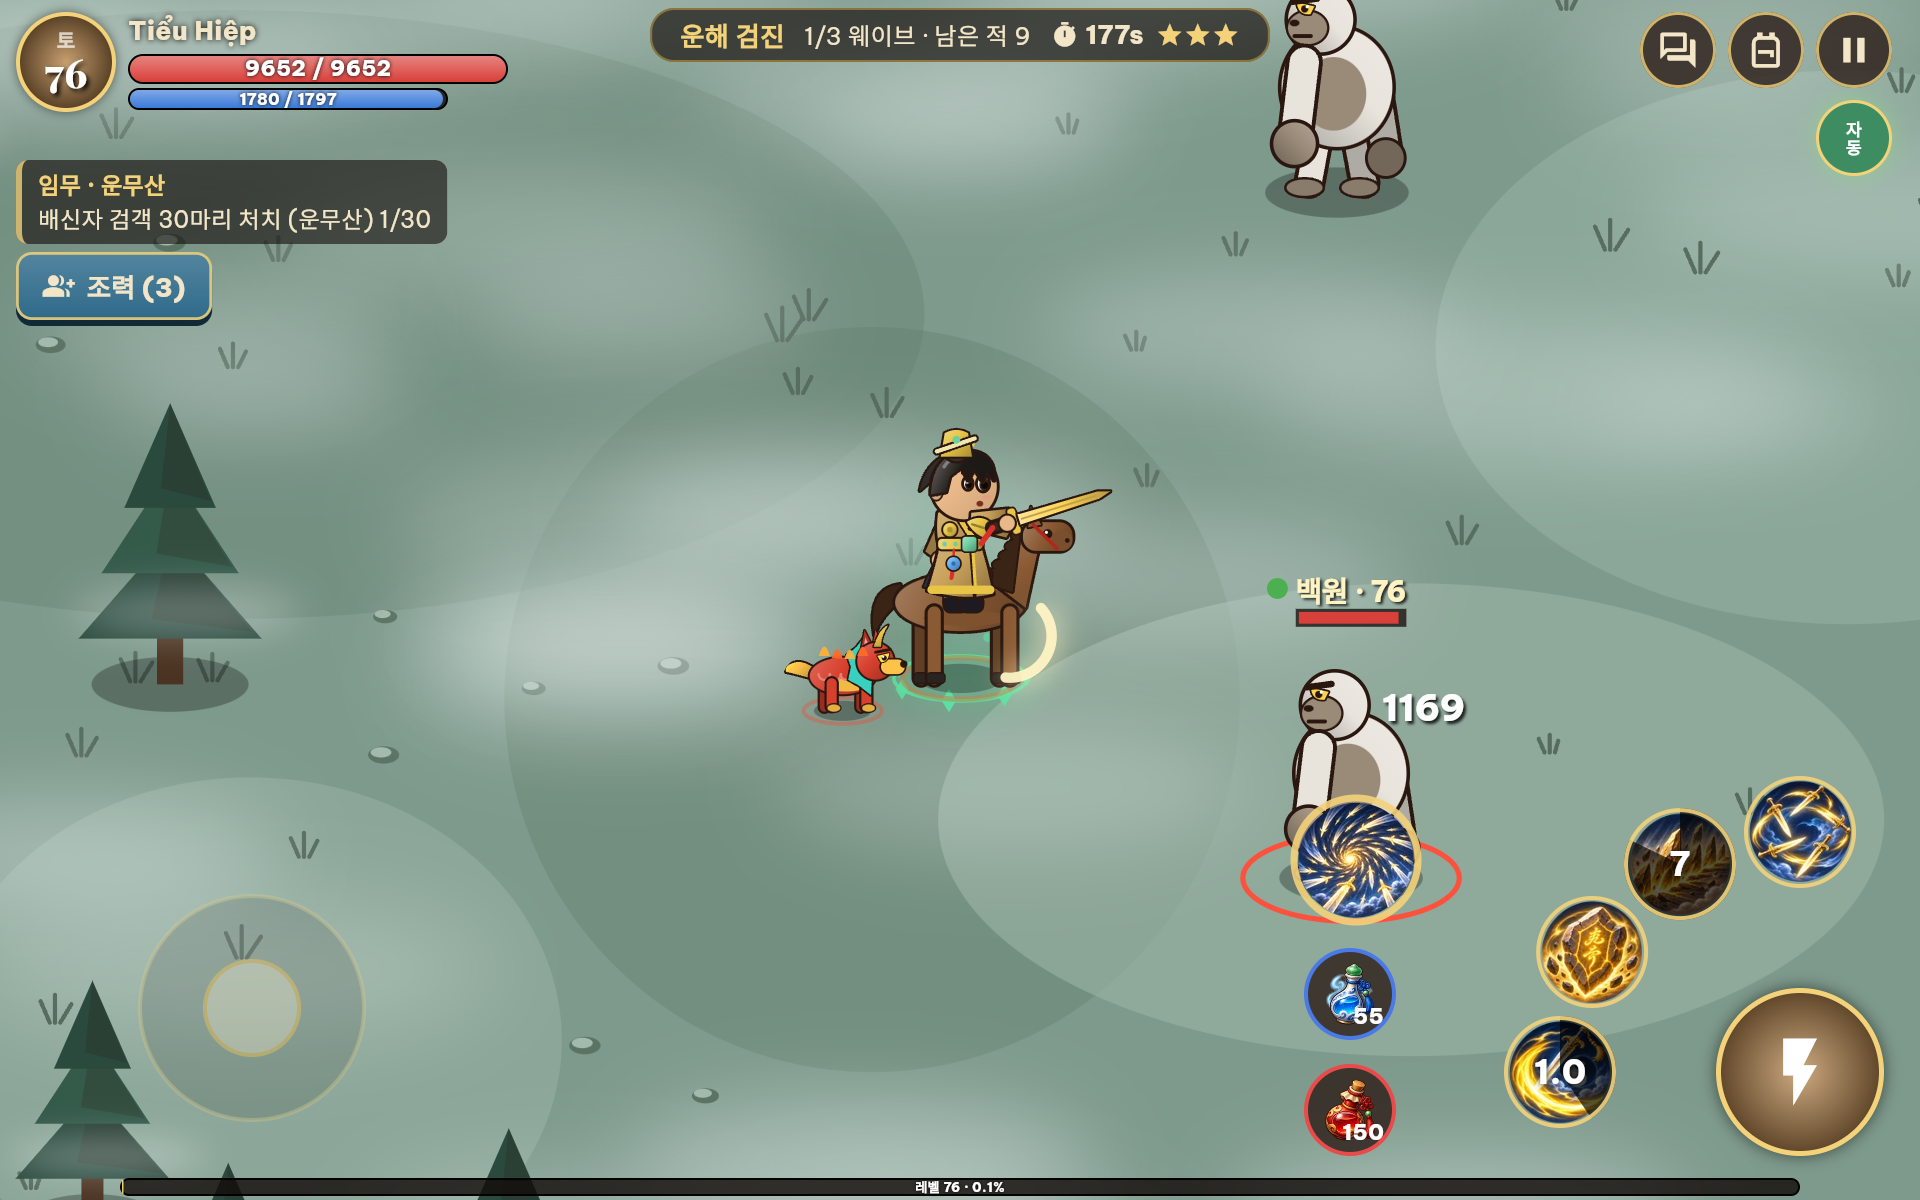 토
76
Tiểu Hiệp
9652 / 9652
1780 / 1797
운해 검진 1/3 웨이브 · 남은 적 9 177s
자동
임무 · 운무산
배신자 검객 30마리 처치 (운무산) 1/30
조력 (3)
백원 · 76
1169
7
55
1.0
150
레벨 76 · 0.1%